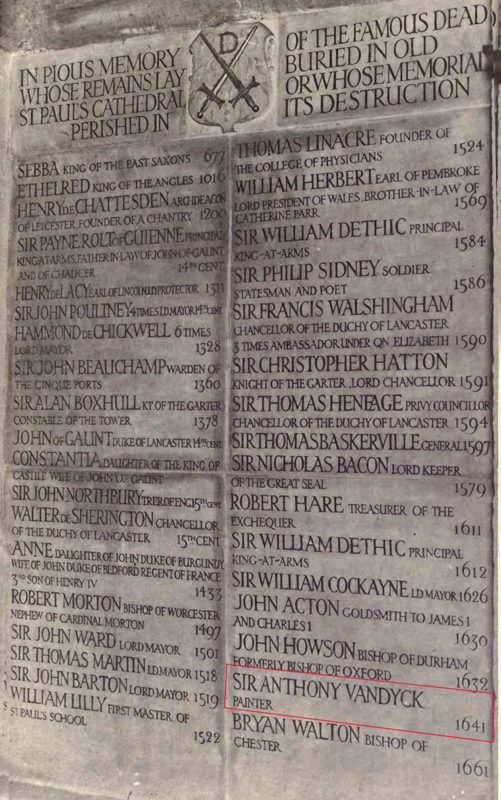 IN PIOUS MEMORY OF THE FAMOUS DEAD
WHOSE REMAINS LAY BURIED IN OLD
ST PAUL'S CATHEDRAL OR WHOSE MEMORIAL
PERISHED IN ITS DESTRUCTION
D
SEBBA KING OF THE EAST SAXONS 677
ETHELRED KING OF THE ANGLES 1016
HENRY DE CHATTESDEN ARCHDEACON
OF LEICESTER, FOUNDER OF A CHANTRY 1200
SIR PAYNE ROLT OF GUIENNE PRINCIPAL
KING AT ARMS, FATHER IN LAW OF JOHN OF GAUNT
AND OF CHAUCER 14TH CENT
HENRY DE LACY EARL OF LINCOLN LD PROTECTOR 1311
SIR JOHN POULTNEY 4 TIMES LD. MAYOR 14TH CENT
HAMMOND DE CHICKWELL 6 TIMES
LORD MAYOR 1328
SIR JOHN BEAUCHAMP WARDEN OF
THE CINQUE PORTS 1360
SIR ALAN BOXHULL KT OF THE GARTER
CONSTABLE OF THE TOWER 1378
JOHN OF GAUNT DUKE OF LANCASTER 14TH CENT
CONSTANTIA DAUGHTER OF THE KING OF
CASTILE WIFE OF JOHN OF GAUNT
SIR JOHN NORTHBURY TRER OF ENG 15TH CENT
WALTER DE SHERINGTON CHANCELLOR
OF THE DUCHY OF LANCASTER 15TH CENT
ANNE DAUGHTER OF JOHN DUKE OF BURGUNDY
WIFE OF JOHN DUKE OF BEDFORD REGENT OF FRANCE
3RD SON OF HENRY IV 1433
ROBERT MORTON BISHOP OF WORCESTER
NEPHEW OF CARDINAL MORTON 1497
SIR JOHN WARD LORD MAYOR 1501
SIR THOMAS MARTIN LD. MAYOR 1518
SIR JOHN BARTON LORD MAYOR 1519
WILLIAM LILLY FIRST MASTER OF
ST PAUL'S SCHOOL 1522
THOMAS LINACRE FOUNDER OF
THE COLLEGE OF PHYSICIANS 1524
WILLIAM HERBERT EARL OF PEMBROKE
LORD PRESIDENT OF WALES, BROTHER-IN-LAW OF
CATHERINE PARR 1569
SIR WILLIAM DETHIC PRINCIPAL
KING-AT-ARMS 1584
SIR PHILIP SIDNEY SOLDIER
STATESMAN AND POET 1586
SIR FRANCIS WALSHINGHAM
CHANCELLOR OF THE DUCHY OF LANCASTER
3 TIMES AMBASSADOR UNDER QN ELIZABETH 1590
SIR CHRISTOPHER HATTON
KNIGHT OF THE GARTER, LORD CHANCELLOR 1591
SIR THOMAS HENEAGE PRIVY COUNCILLOR
CHANCELLOR OF THE DUCHY OF LANCASTER 1594
SIR THOMAS BASKERVILLE GENERAL 1597
SIR NICHOLAS BACON LORD KEEPER
OF THE GREAT SEAL 1579
ROBERT HARE TREASURER OF THE
EXCHEQUER 1611
SIR WILLIAM DETHIC PRINCIPAL
KING-AT-ARMS 1612
SIR WILLIAM COCKAYNE LD MAYOR 1626
JOHN ACTON GOLDSMITH TO JAMES I
AND CHARLES I 1630
JOHN HOWSON BISHOP OF DURHAM
FORMERLY BISHOP OF OXFORD 1632
SIR ANTHONY VANDYCK
PAINTER 1641
BRYAN WALTON BISHOP OF
CHESTER 1661